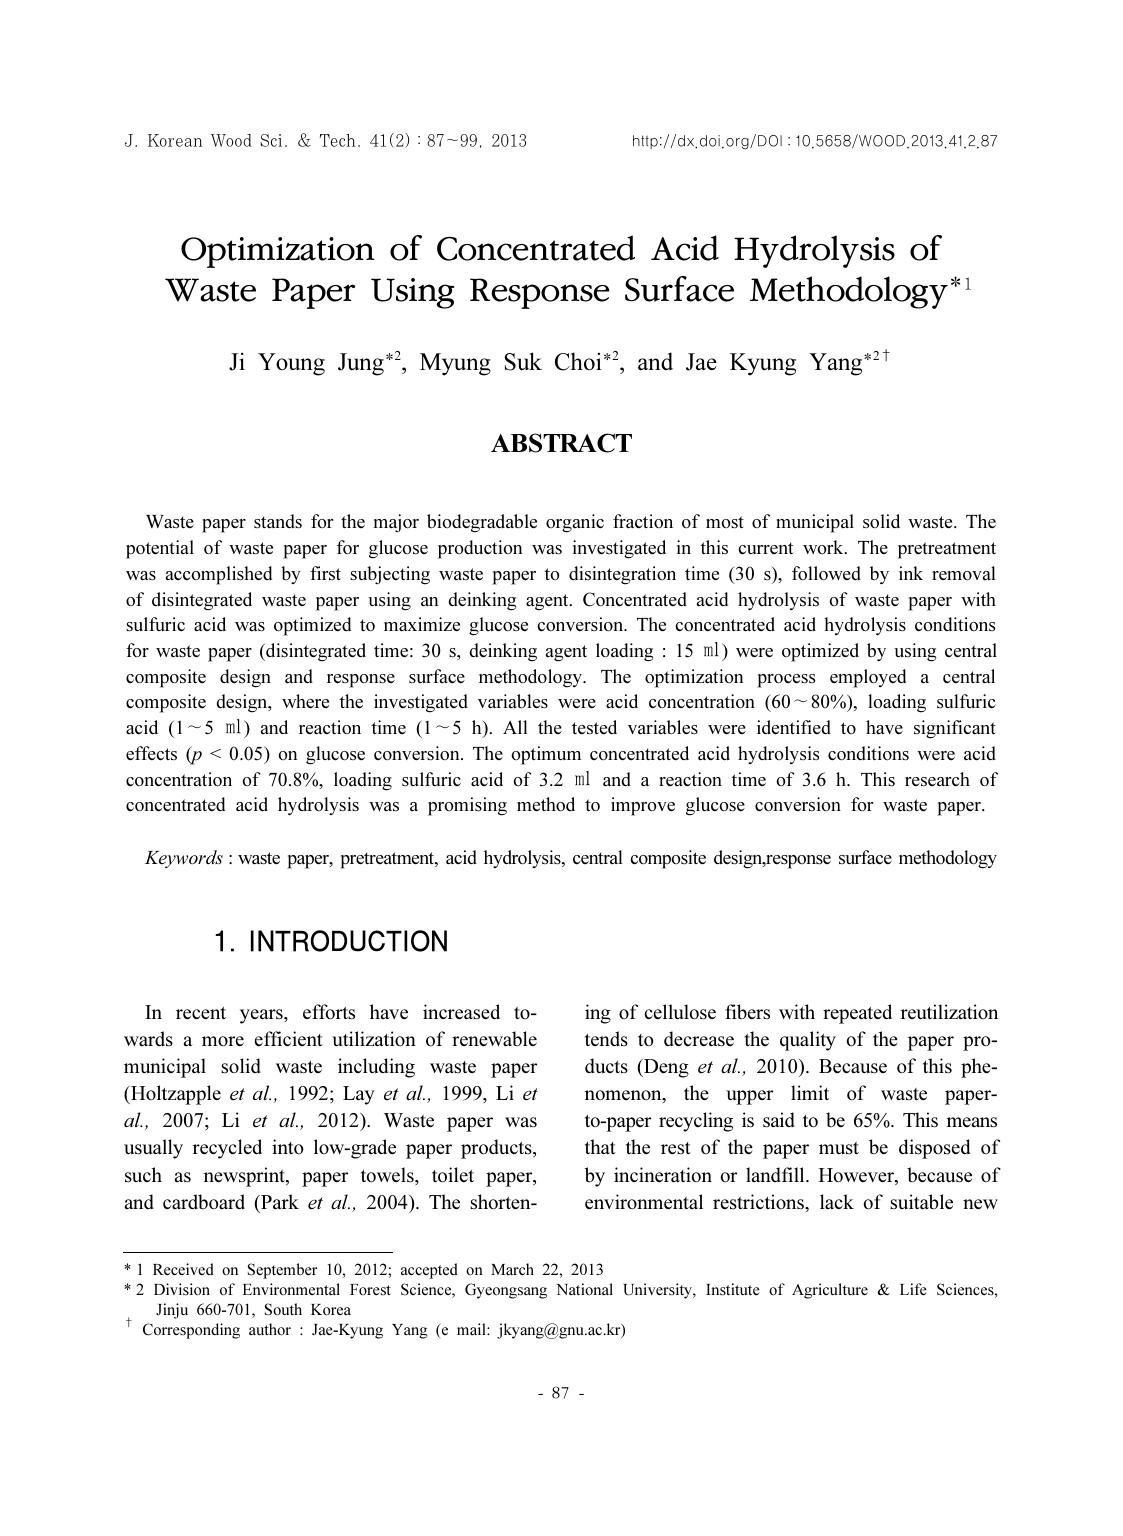 J. Korean Wood Sci. & Tech. 41(2) : 87~99, 2013
http://dx.doi.org/DOI : 10.5658/WOOD.2013.41.2.87
Optimization of Concentrated Acid Hydrolysis of
Waste Paper Using Response Surface Methodology*1
Ji Young Jung*2, Myung Suk Choi*2, and Jae Kyung Yang*2†
ABSTRACT
Waste paper stands for the major biodegradable organic fraction of most of municipal solid waste. The
potential of waste paper for glucose production was investigated in this current work. The pretreatment
was accomplished by first subjecting waste paper to disintegration time (30 s), followed by ink removal
of disintegrated waste paper using an deinking agent. Concentrated acid hydrolysis of waste paper with
sulfuric acid was optimized to maximize glucose conversion. The concentrated acid hydrolysis conditions
for waste paper (disintegrated time: 30 s, deinking agent loading : 15 ㎖) were optimized by using central
composite design and response surface methodology. The optimization process employed a central
composite design, where the investigated variables were acid concentration (60~80%), loading sulfuric
acid (1~5 ㎖) and reaction time (1~5 h). All the tested variables were identified to have significant
effects (p < 0.05) on glucose conversion. The optimum concentrated acid hydrolysis conditions were acid
concentration of 70.8%, loading sulfuric acid of 3.2 ㎖ and a reaction time of 3.6 h. This research of
concentrated acid hydrolysis was a promising method to improve glucose conversion for waste paper.
Keywords : waste paper, pretreatment, acid hydrolysis, central composite design,response surface methodology
1. INTRODUCTION
In recent years, efforts have increased to-
wards a more efficient utilization of renewable
municipal solid waste including waste paper
(Holtzapple et al., 1992; Lay et al., 1999, Li et
al., 2007; Li et al., 2012). Waste paper was
usually recycled into low-grade paper products,
such as newsprint, paper towels, toilet paper,
and cardboard (Park et al., 2004). The shorten-
ing of cellulose fibers with repeated reutilization
tends to decrease the quality of the paper pro-
ducts (Deng et al., 2010). Because of this phe-
nomenon, the upper limit of waste paper-
to-paper recycling is said to be 65%. This means
that the rest of the paper must be disposed of
by incineration or landfill. However, because of
environmental restrictions, lack of suitable new
* 1 Received on September 10, 2012; accepted on March 22, 2013
* 2 Division of Environmental Forest Science, Gyeongsang National University, Institute of Agriculture & Life Sciences,
Jinju 660-701, South Korea
† Corresponding author : Jae-Kyung Yang (e mail: jkyang@gnu.ac.kr)
- 87 -